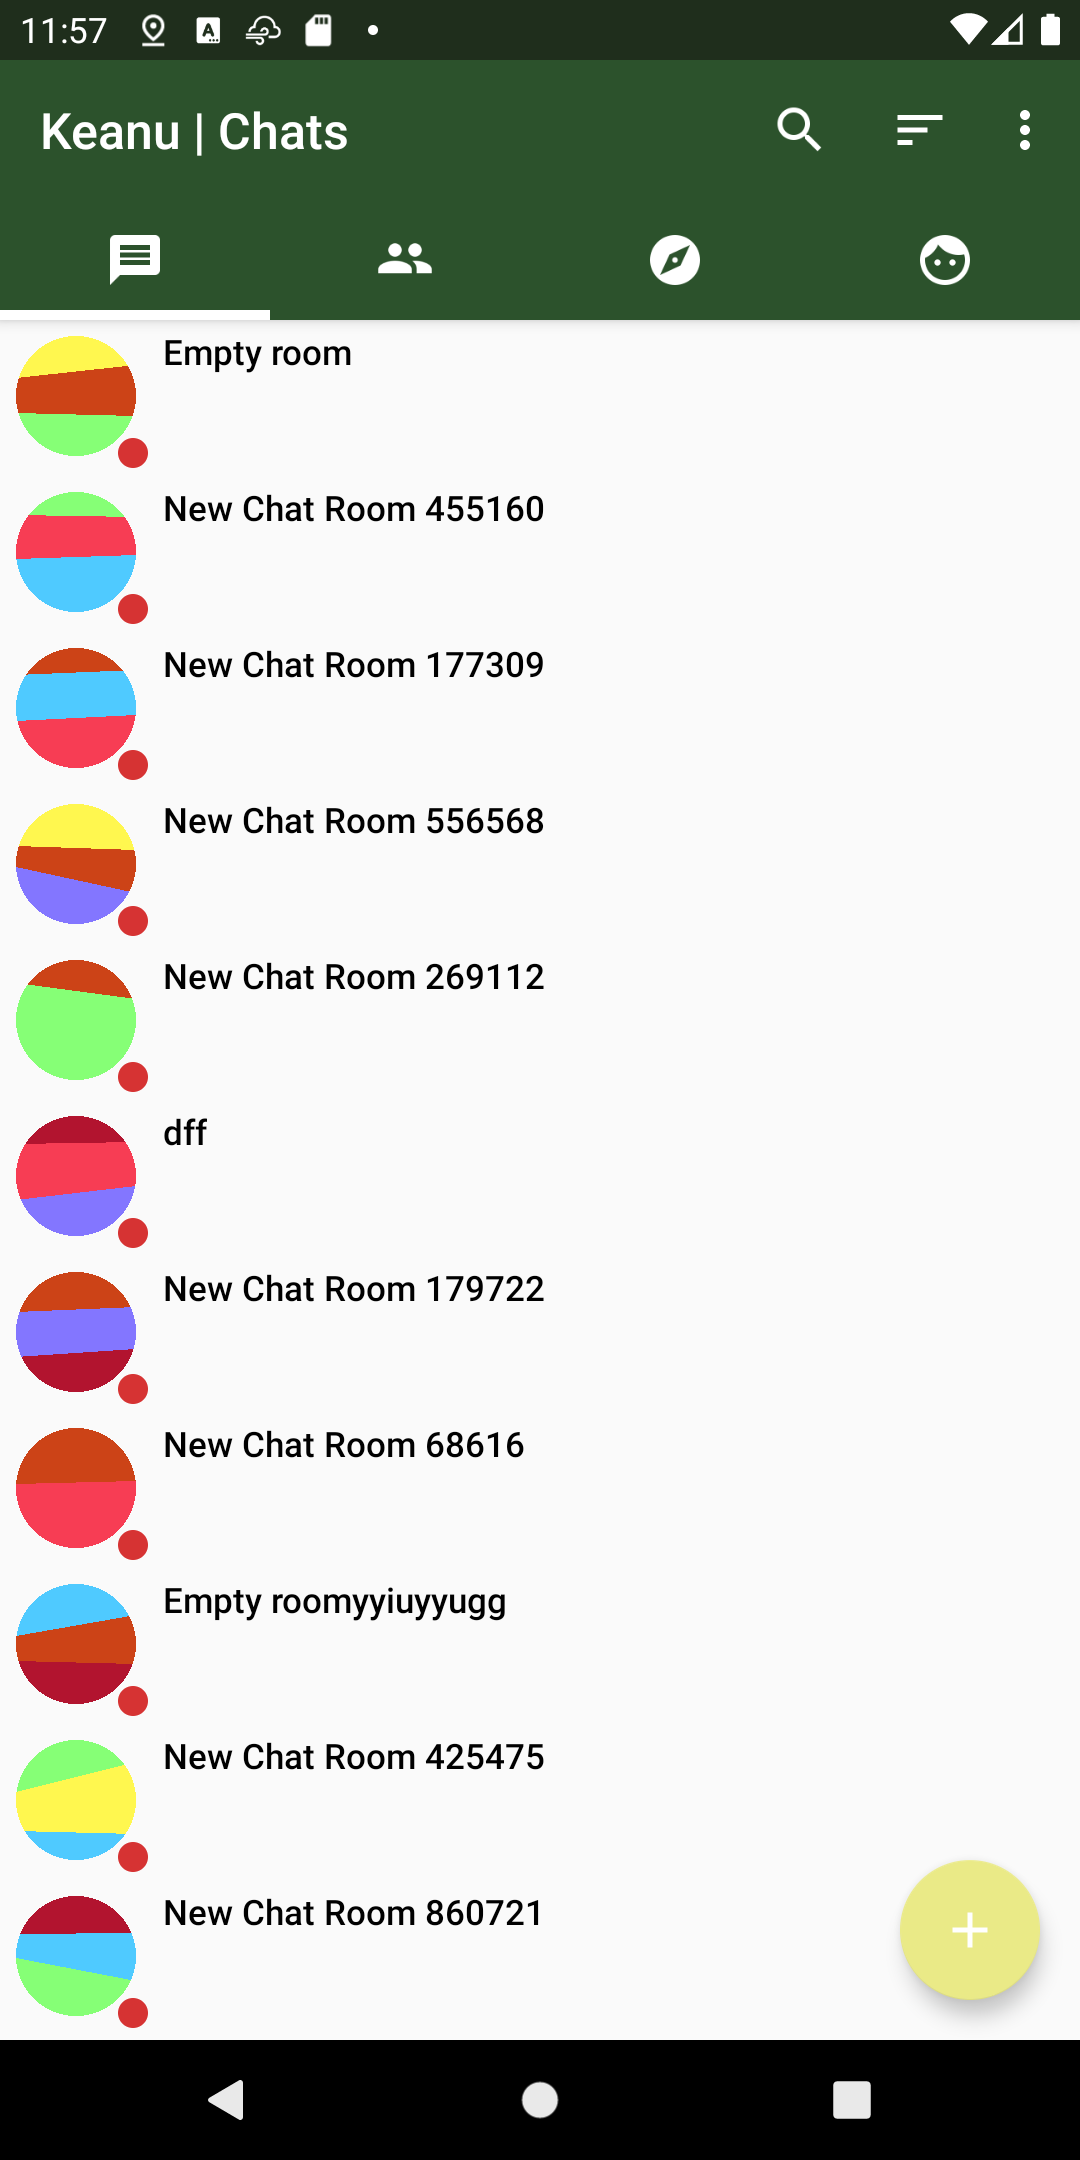 11:57
Keanu | Chats
Empty room
New Chat Room 455160
New Chat Room 177309
New Chat Room 556568
New Chat Room 269112
dff
New Chat Room 179722
New Chat Room 68616
Empty roomyyiuyyugg
New Chat Room 425475
New Chat Room 860721